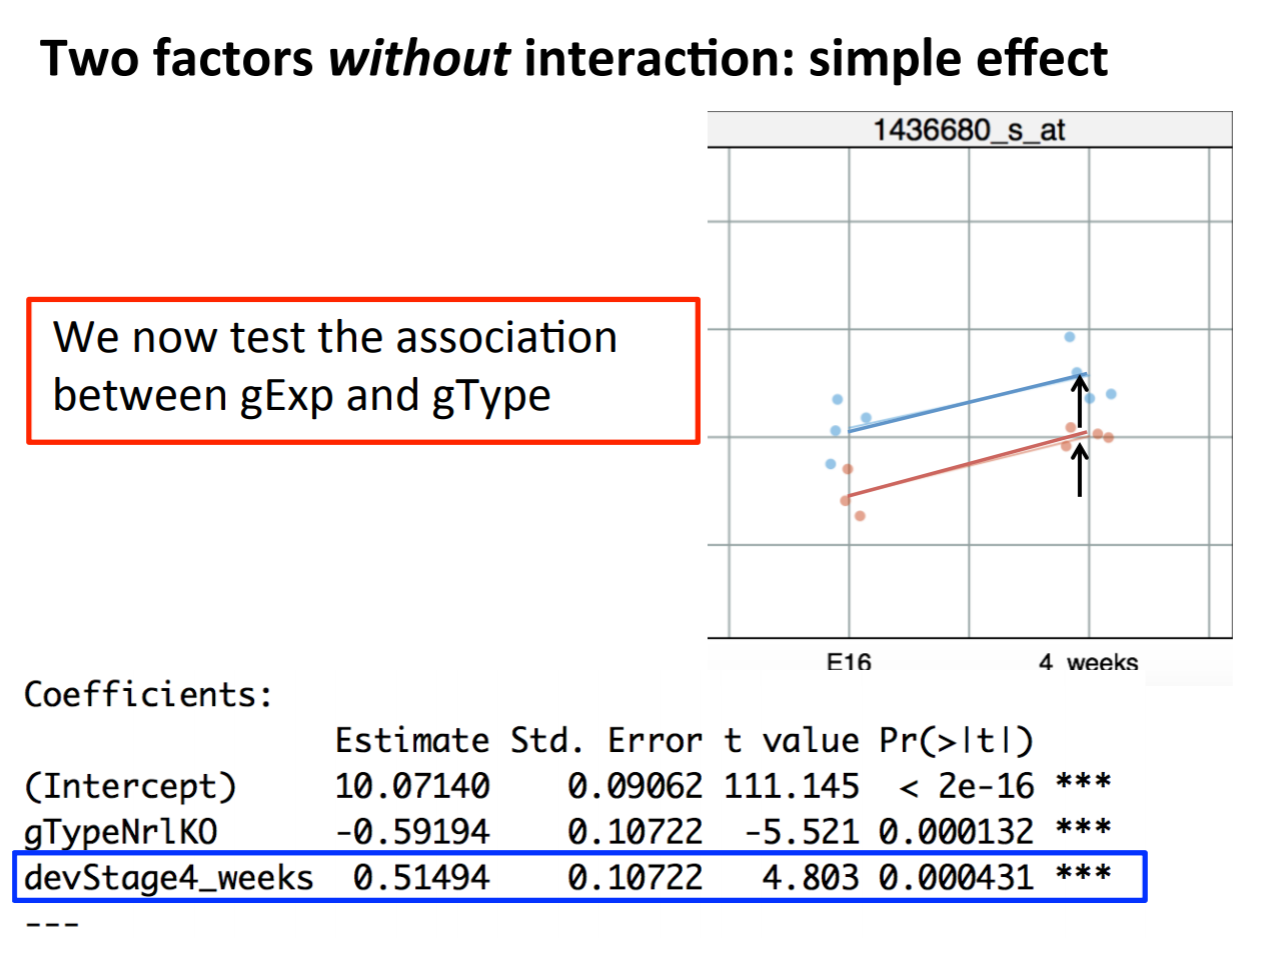 Two factors without interaction: simple effect
1436680_s_at
We now test the association
between gExp and gType
E16 4 weeks
Coefficients:
Estimate Std. Error t value Pr(>|t|)
(Intercept) 10.07140 0.09062 111.145 < 2e-16 ***
gTypeNrlKO -0.59194 0.10722 -5.521 0.000132 ***
devStage4_weeks 0.51494 0.10722 4.803 0.000431 ***
---